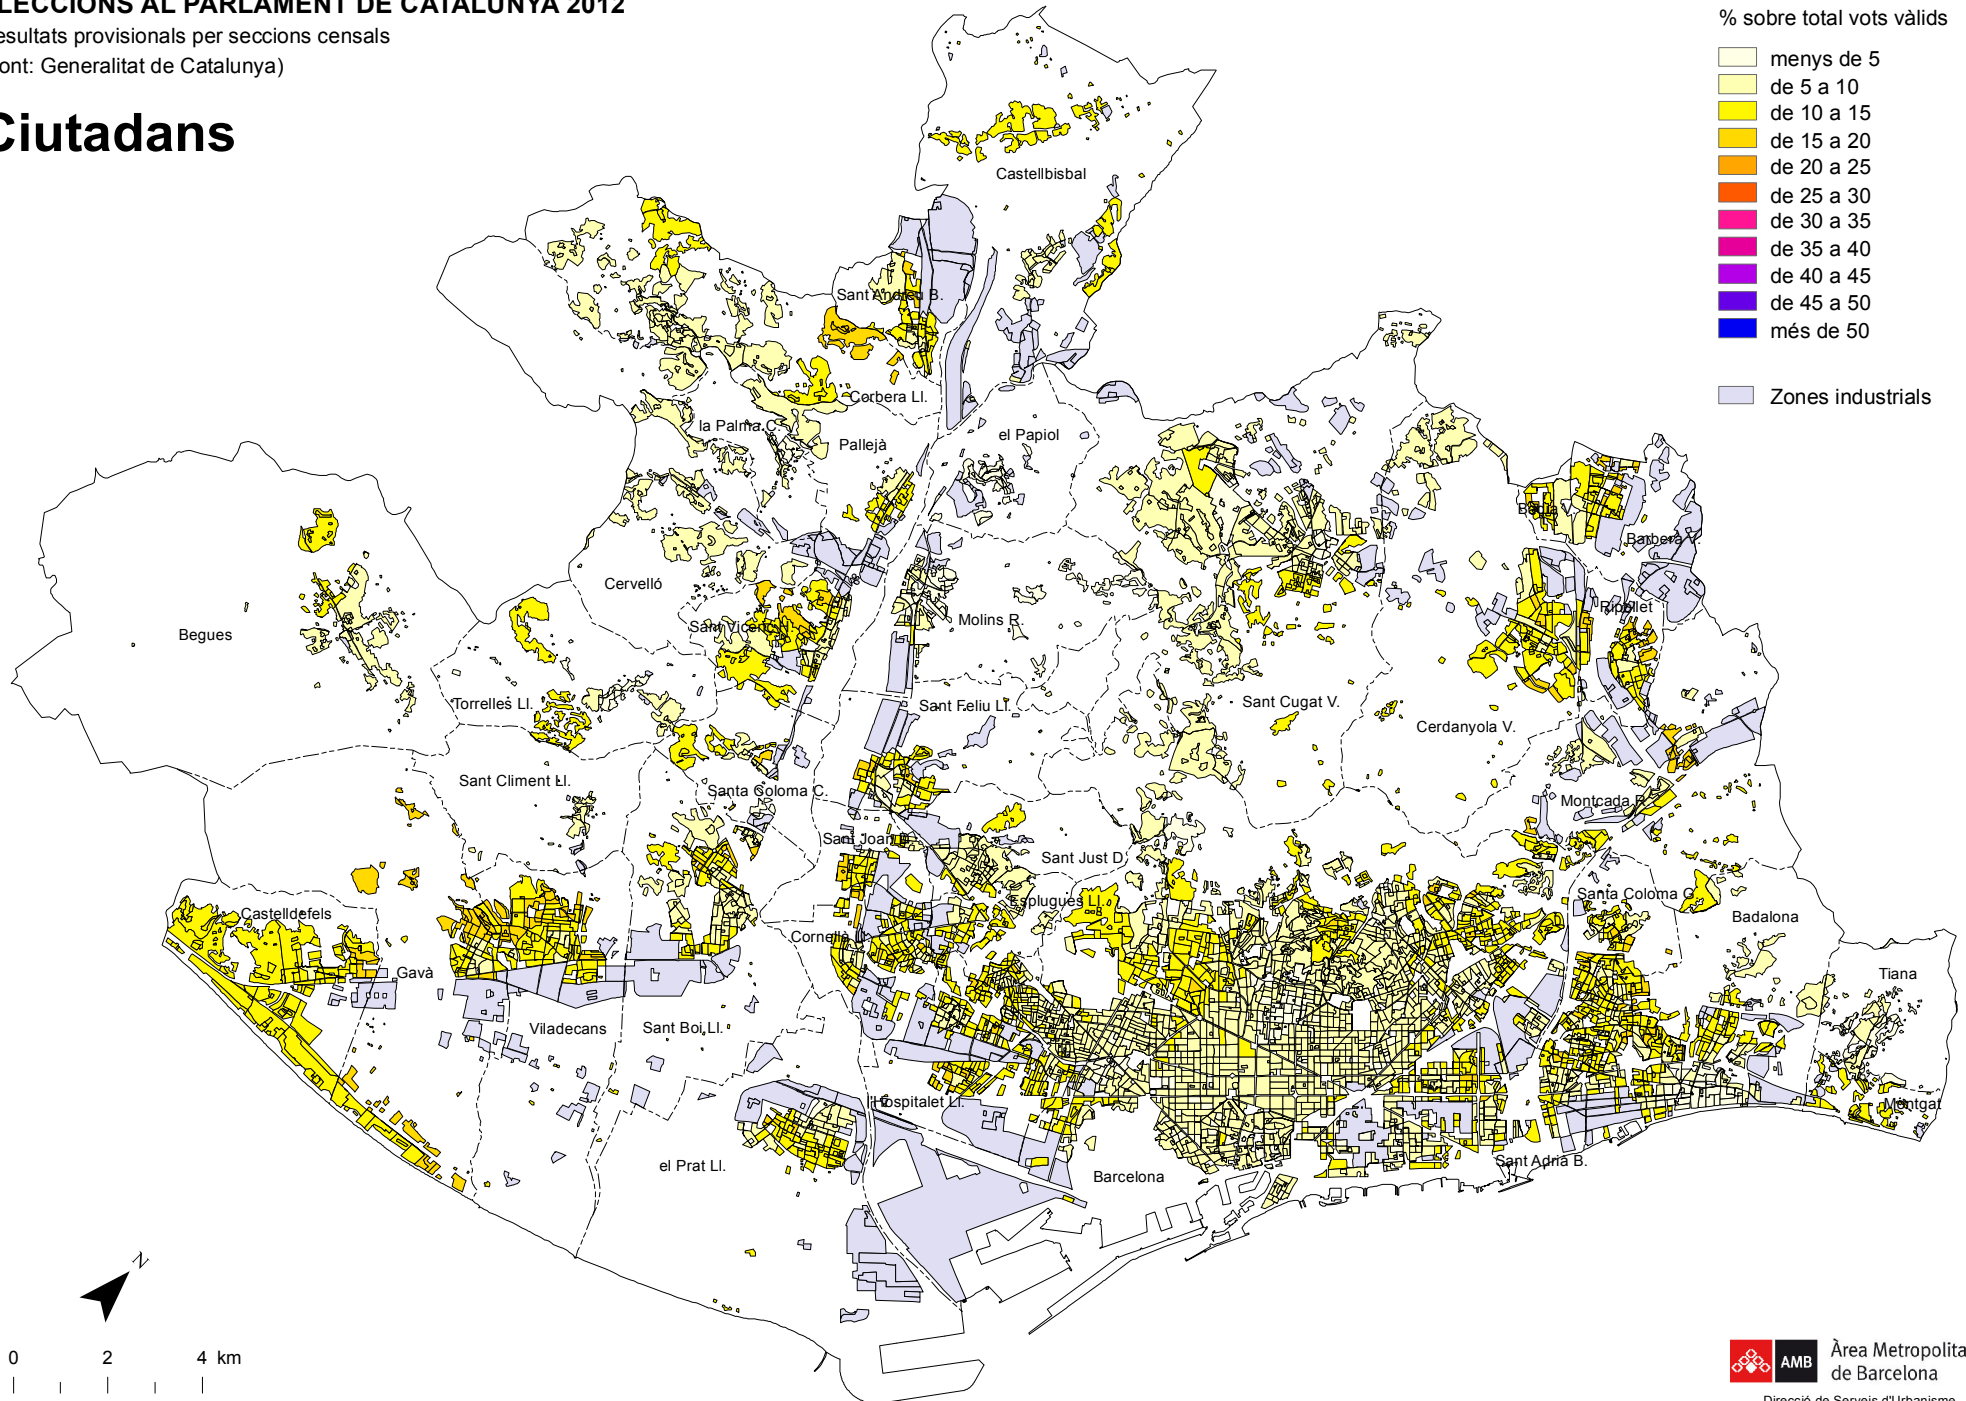 LECCIONS AL PARLAMENT DE CATALUNYA 2012
esultats provisionals per seccions censals
ont: Generalitat de Catalunya)
Ciutadans
% sobre total vots vàlids
menys de 5
de 5 a 10
de 10 a 15
de 15 a 20
de 20 a 25
de 25 a 30
de 30 a 35
de 35 a 40
de 40 a 45
de 45 a 50
més de 50
Zones industrials
Castellbisbal
Sant Andreu B.
Corbera Ll.
la Palma C.
Pallejà
el Papiol
Badia V.
Barberà V.
Cervelló
Ripollet
Begues
Sant Vicenç H.
Molins R.
Torrelles Ll.
Sant Feliu Ll.
Sant Cugat V.
Cerdanyola V.
Sant Climent Ll.
Santa Coloma C.
Montcada R.
Sant Joan D.
Sant Just D.
Esplugues Ll.
Santa Coloma G.
Castelldefels
Badalona
Cornellà Ll.
Gavà
Tiana
Viladecans
Sant Boi Ll.
l'Hospitalet Ll.
Montgat
el Prat Ll.
Barcelona
Sant Adrià B.
N
0 2 4 km
AMB
Àrea Metropolita
de Barcelona
Direcció de Serveis d'Urbanisme